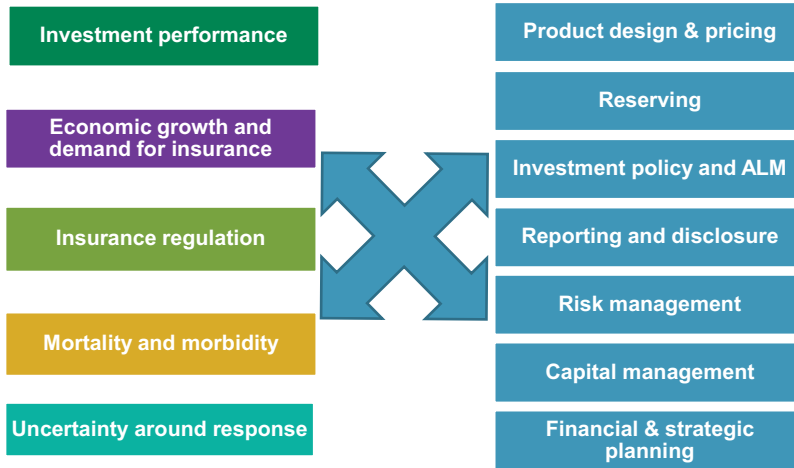 Investment performance
Economic growth and
demand for insurance
Insurance regulation
Mortality and morbidity
Uncertainty around response
Product design & pricing
Reserving
Investment policy and ALM
Reporting and disclosure
Risk management
Capital management
Financial & strategic
planning